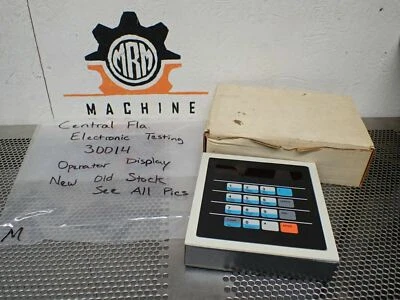 MRM
MACHINE
Central Fla
Electronic Testing
30014
Operator Display
New Old Stock
See All Pics
M